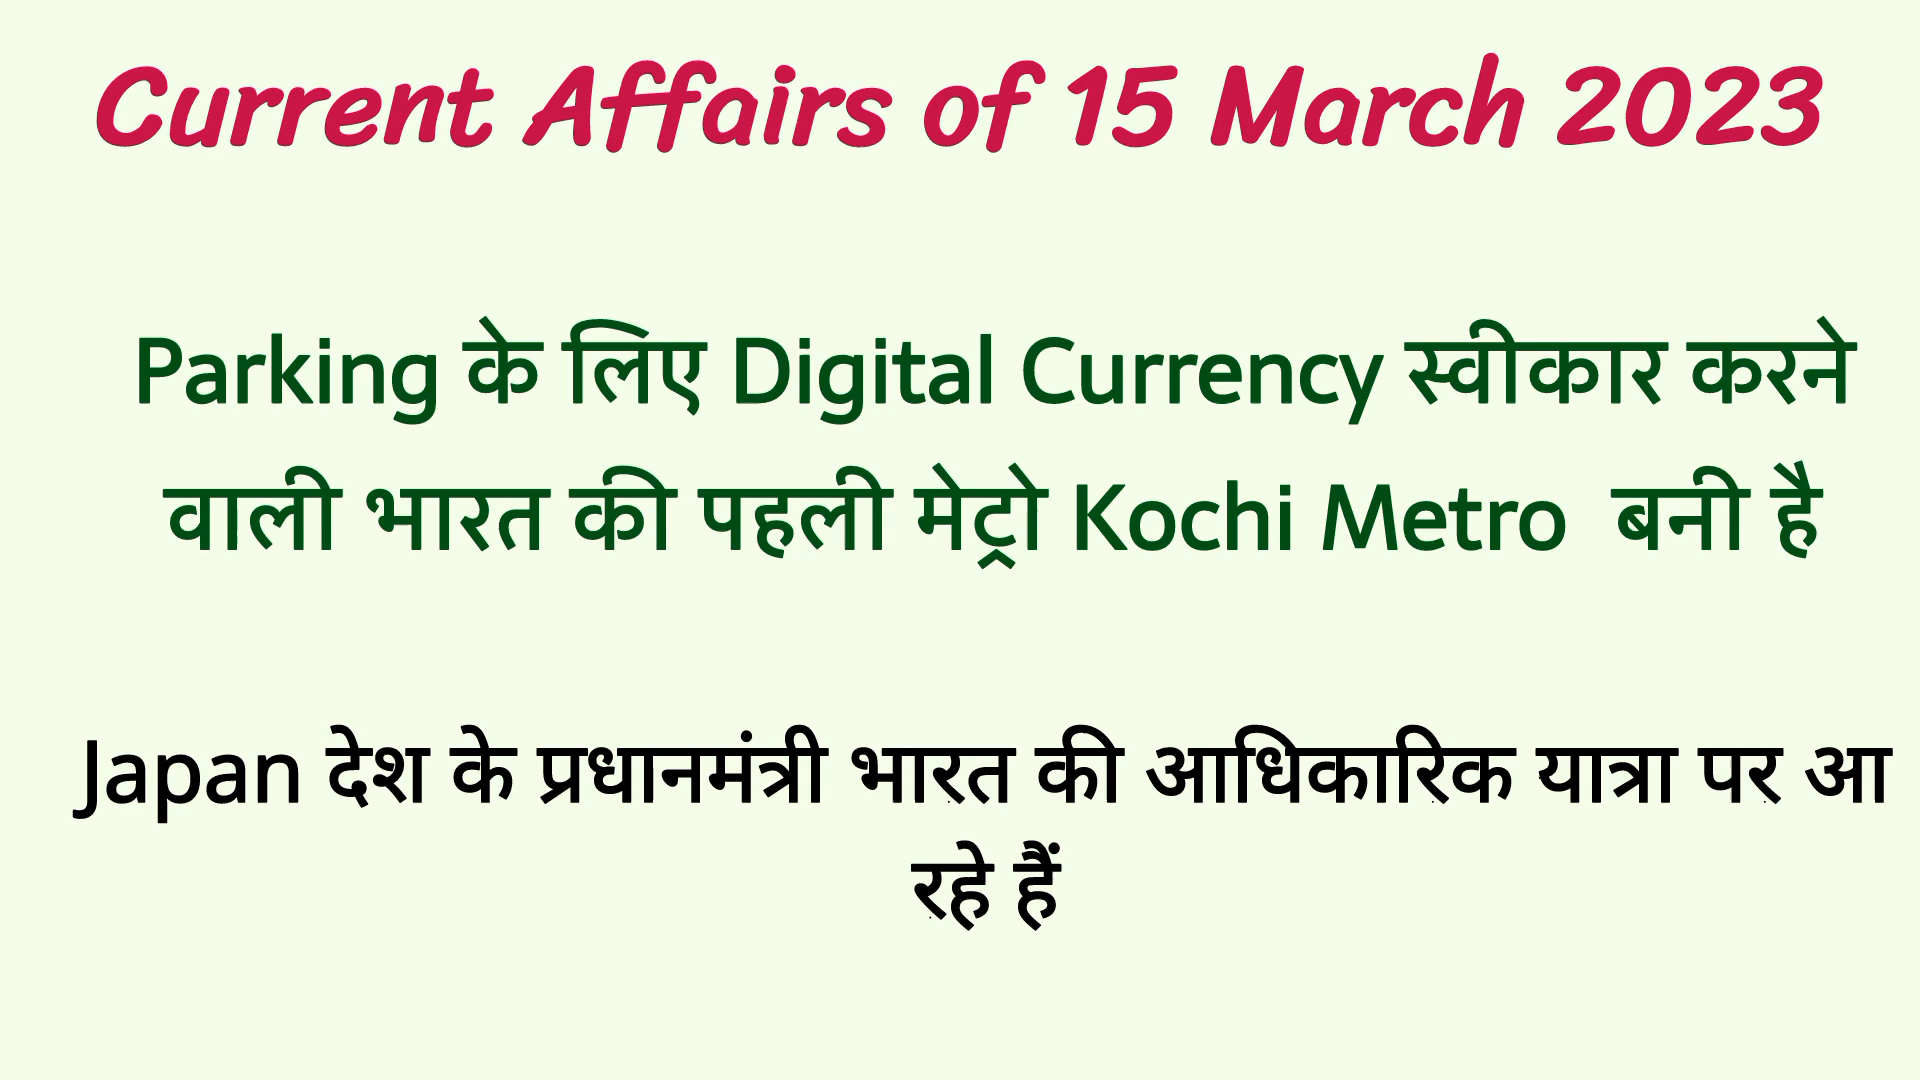 Current Affairs of 15 March 2023
Parking के लिए Digital Currency स्वीकार करने
वाली भारत की पहली मेट्रो Kochi Metro बनी है
Japan देश के प्रधानमंत्री भारत की आधिकारिक यात्रा पर आ
रहे हैं